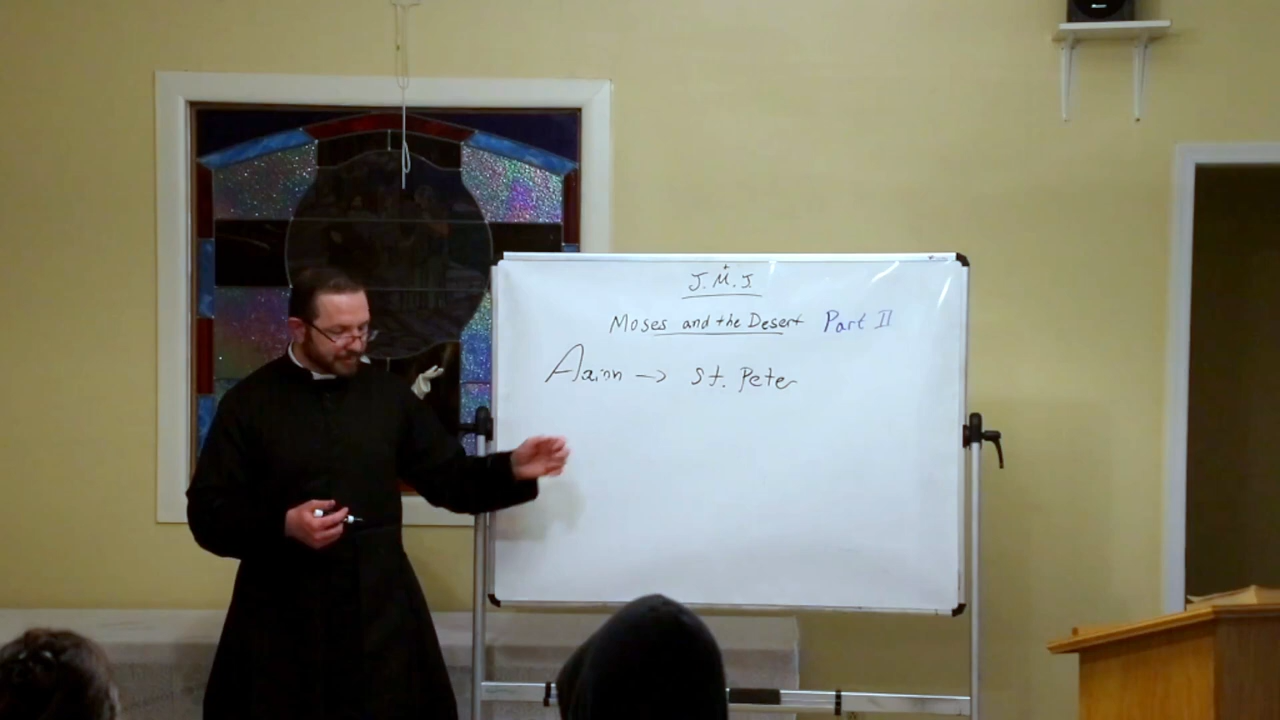 J.M.J.
Moses and the Desert Part II
Aaron → St. Peter